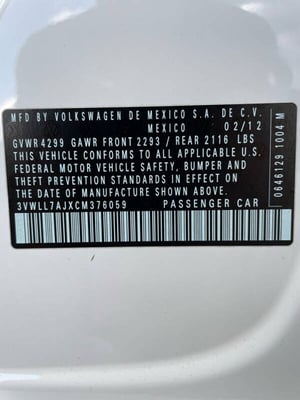 MFD BY VOLKSWAGEN DE MEXICO S.A. DE C.V.
MEXICO 02/12
GVWR 4299 GAWR FRONT 2293 / REAR 2116 LBS
THIS VEHICLE CONFORMS TO ALL APPLICABLE U.S.
FEDERAL MOTOR VEHICLE SAFETY, BUMPER AND
THEFT PREVENTION STANDARDS IN EFFECT ON
THE DATE OF MANUFACTURE SHOWN ABOVE.
3VWLL7AJXCM376059 PASSENGER CAR
0646129 1004 M